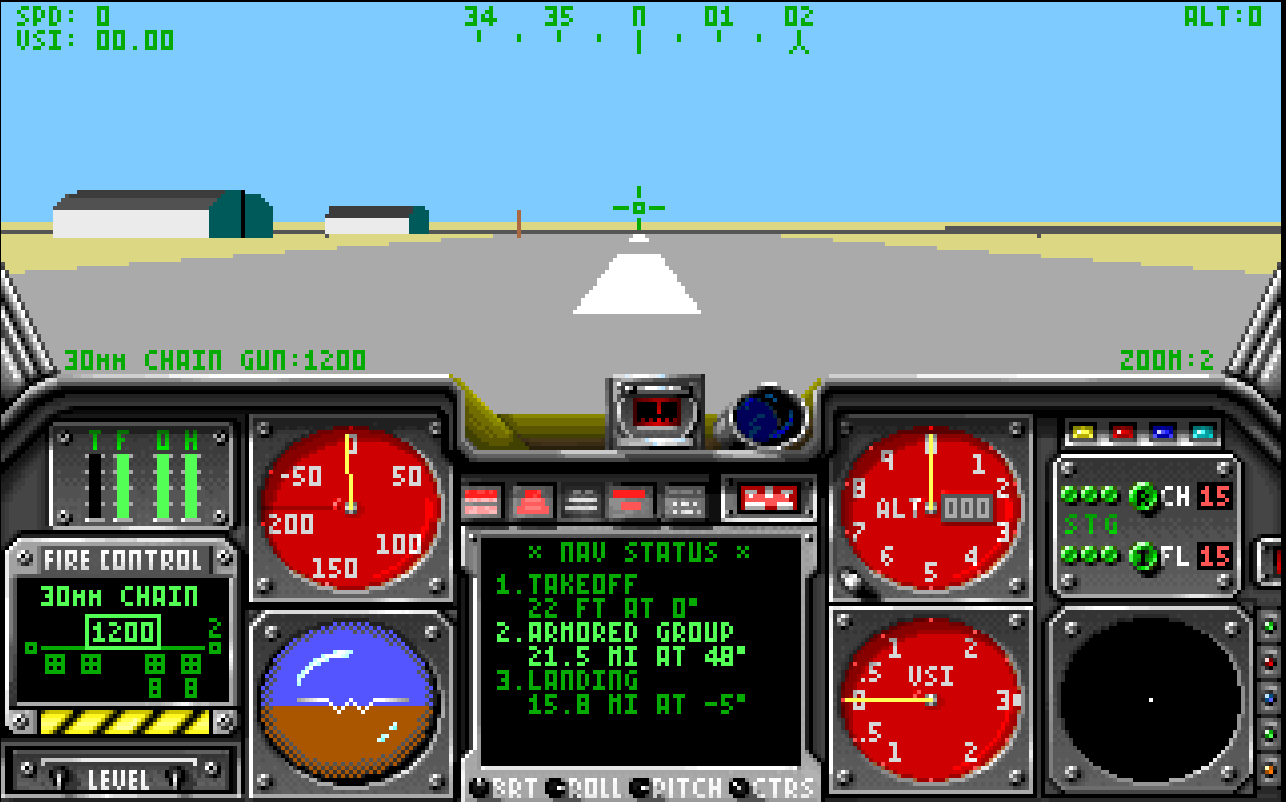 SPD: 0
VSI: 00.00
34 35 N 01 02
ALT:0
30MM CHAIN GUN:1200
ZOOM:2
T F O H
FIRE CONTROL
30MM CHAIN
1200
2
LEVEL
0
-50 50
200 100
150
* NAV STATUS *
1.TAKEOFF
22 FT AT 0°
2.ARMORED GROUP
21.5 MI AT 48°
3.LANDING
15.8 MI AT -5°
BRT ROLL PITCH CTRS
0
9 1
8 2
ALT 000
7 3
6 4
5
1 2
.5 VSI
0 3
.5
1 2
CH 15
STG
FL 15